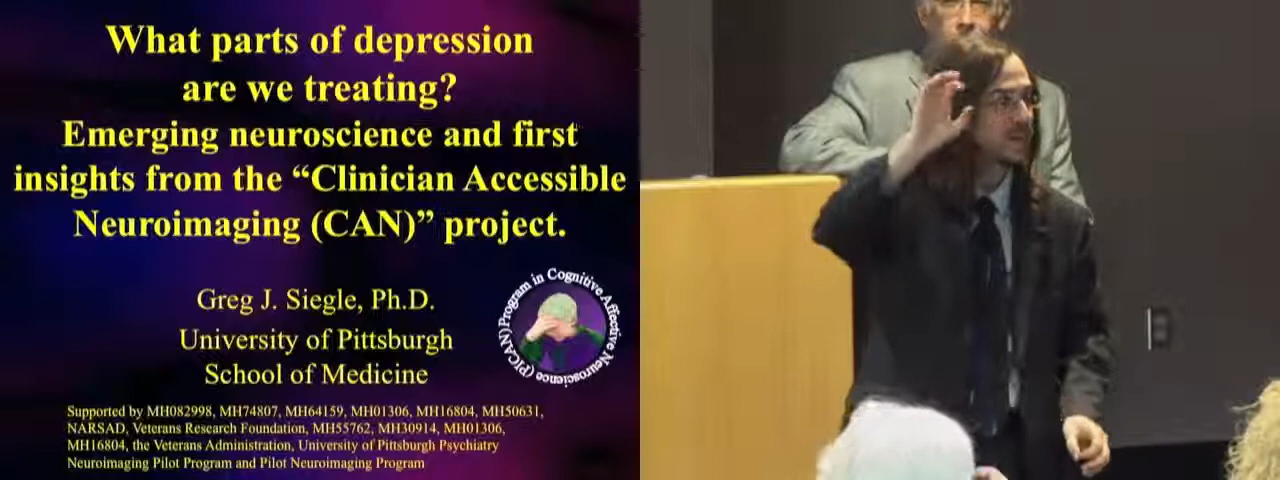 What parts of depression
are we treating?
Emerging neuroscience and first
insights from the “Clinician Accessible
Neuroimaging (CAN)” project.
Greg J. Siegle, Ph.D.
University of Pittsburgh
School of Medicine
Program in Cognitive Affective Neuroscience (PICAN)
Supported by MH082998, MH74807, MH64159, MH01306, MH16804, MH50631,
NARSAD, Veterans Research Foundation, MH55762, MH30914, MH01306,
MH16804, the Veterans Administration, University of Pittsburgh Psychiatry
Neuroimaging Pilot Program and Pilot Neuroimaging Program